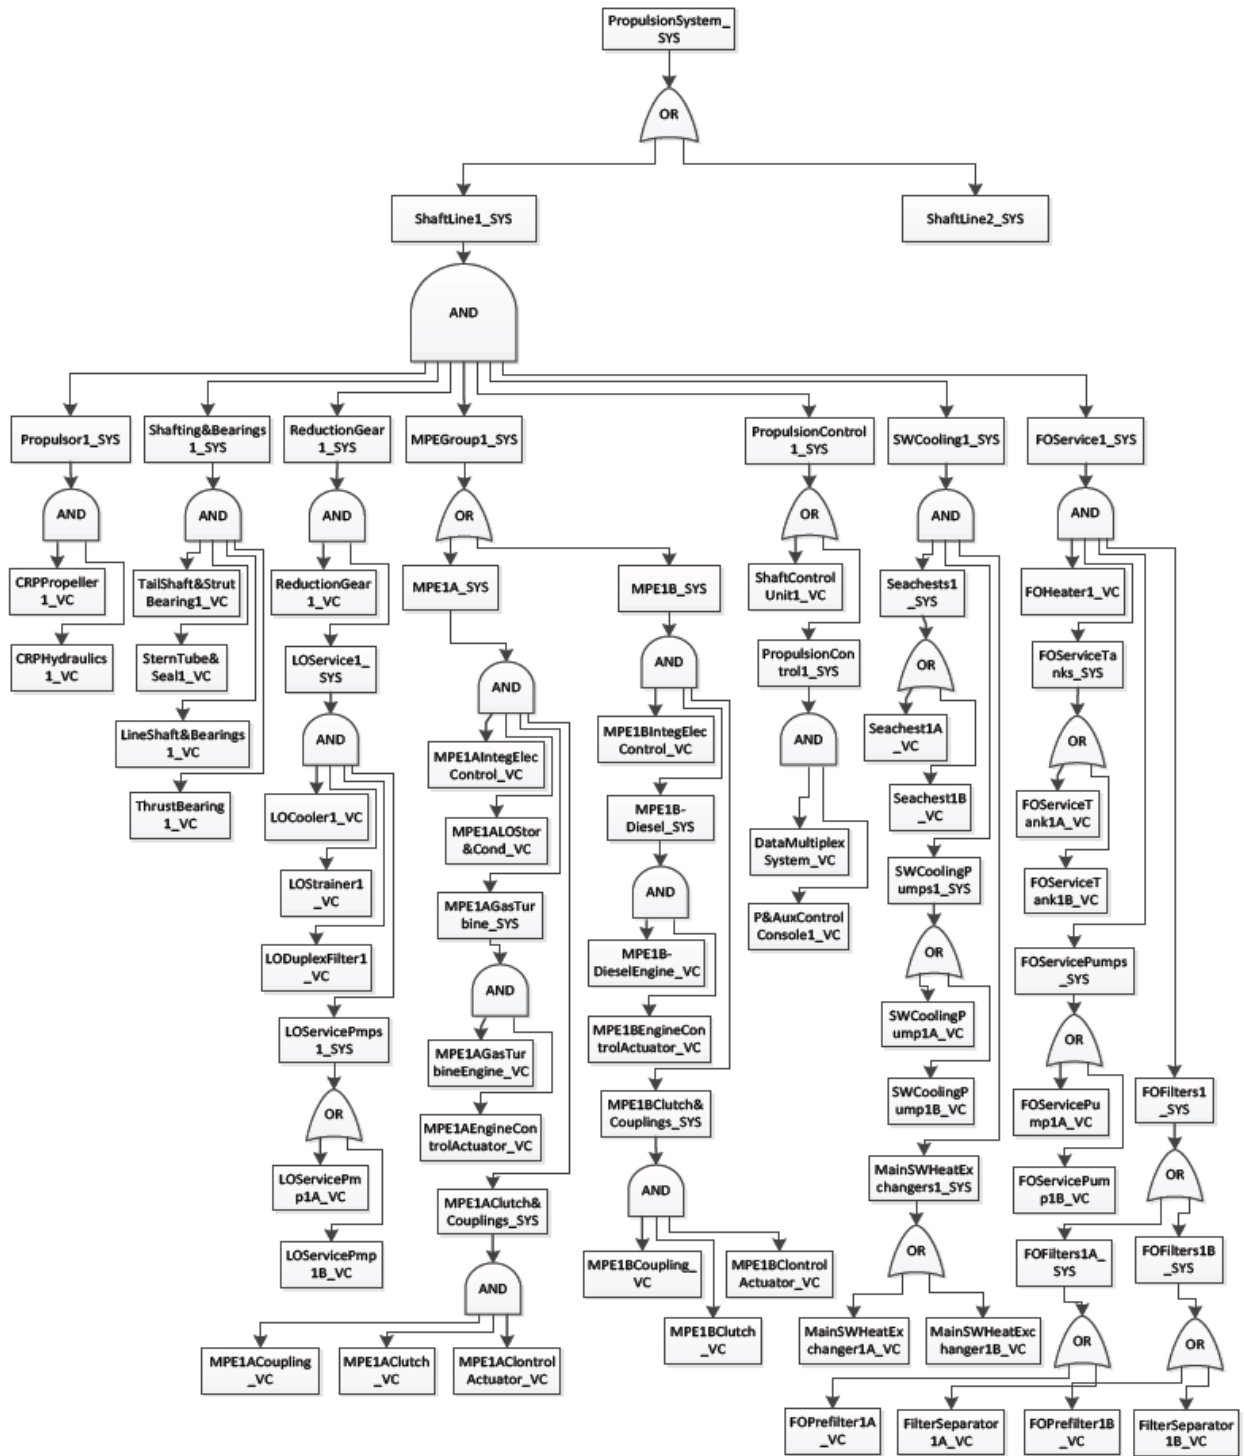 PropulsionSystem_
SYS
OR
ShaftLine1_SYS
ShaftLine2_SYS
AND
Propulsor1_SYS
Shafting&Bearings
1_SYS
ReductionGear
1_SYS
MPEGroup1_SYS
PropulsionControl
1_SYS
SWCooling1_SYS
FOService1_SYS
AND
AND
AND
OR
OR
AND
AND
CRPPropeller
1_VC
TailShaft&Strut
Bearing1_VC
ReductionGear
1_VC
MPE1A_SYS
MPE1B_SYS
ShaftControl
Unit1_VC
Seachests1
_SYS
FOHeater1_VC
CRPHydraulics
1_VC
SternTube&
Seal1_VC
LOService1_
SYS
AND
AND
PropulsionCon
trol1_SYS
OR
FOServiceTa
nks_SYS
LineShaft&Bearings
1_VC
AND
MPE1AIntegElec
Control_VC
MPE1BIntegElec
Control_VC
AND
Seachest1A
_VC
OR
ThrustBearing
1_VC
LOCooler1_VC
MPE1ALOStor
&Cond_VC
MPE1B-
Diesel_SYS
DataMultiplex
System_VC
Seachest1B
_VC
FOServiceT
ank1A_VC
LOStrainer1
_VC
MPE1AGasTur
bine_SYS
AND
P&AuxControl
Console1_VC
SWCoolingPu
mps1_SYS
FOServiceT
ank1B_VC
LODuplexFilter1
_VC
AND
MPE1B-
DieselEngine_VC
OR
FOServicePumps
_SYS
LOServicePmps
1_SYS
MPE1AGasTur
bineEngine_VC
MPE1BEngineCon
trolActuator_VC
SWCoolingP
ump1A_VC
OR
OR
MPE1AEngineCon
trolActuator_VC
MPE1BClutch&
Couplings_SYS
SWCoolingP
ump1B_VC
FOServicePu
mp1A_VC
FOFilters1
_SYS
LOServicePm
p1A_VC
MPE1AClutch&
Couplings_SYS
AND
MainSWHeatEx
changers1_SYS
FOServicePum
p1B_VC
OR
LOServicePmp
1B_VC
AND
MPE1BCoupling_
VC
MPE1BClontrol
Actuator_VC
OR
FOFilters1A_
SYS
FOFilters1B
_SYS
MPE1ACoupling
_VC
MPE1AClutch
_VC
MPE1AClontrol
Actuator_VC
MPE1BClutch
_VC
MainSWHeatEx
changer1A_VC
MainSWHeatExc
hanger1B_VC
OR
OR
FOPrefilter1A
_VC
FilterSeparator
1A_VC
FOPrefilter1B
_VC
FilterSeparator
1B_VC